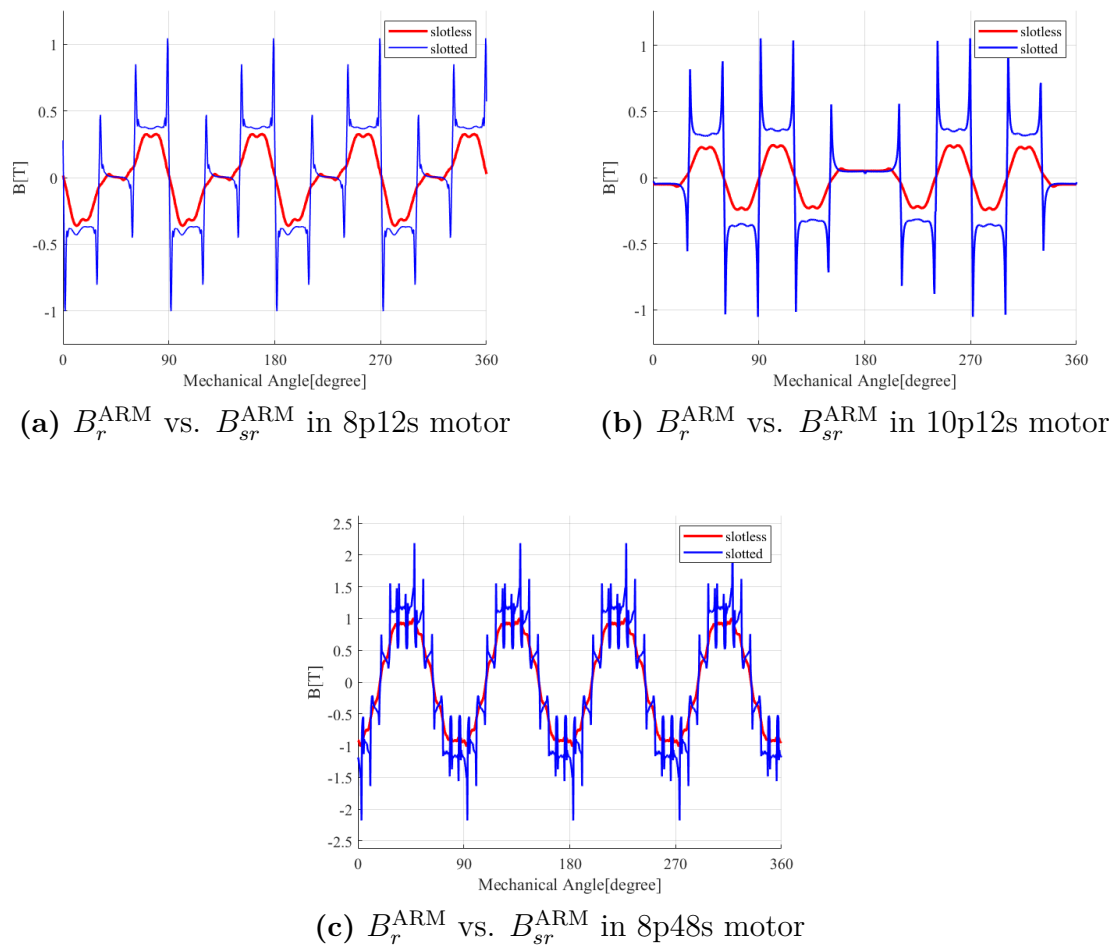 slotless
slotted
1
0.5
0
-0.5
-1
B[T]
0 90 180 270 360
Mechanical Angle[degree]
(a) B_r^ARM vs. B_sr^ARM in 8p12s motor
slotless
slotted
1
0.5
0
-0.5
-1
B[T]
0 90 180 270 360
Mechanical Angle[degree]
(b) B_r^ARM vs. B_sr^ARM in 10p12s motor
slotless
slotted
2.5
2
1.5
1
0.5
0
-0.5
-1
-1.5
-2
-2.5
B[T]
0 90 180 270 360
Mechanical Angle[degree]
(c) B_r^ARM vs. B_sr^ARM in 8p48s motor